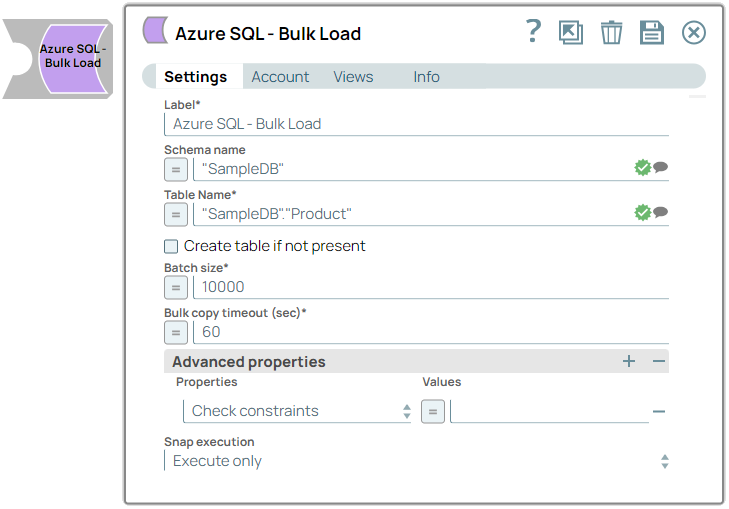 Azure SQL -
Bulk Load
Azure SQL - Bulk Load
?
Settings Account Views Info
Label*
Azure SQL - Bulk Load
Schema name
= "SampleDB"
Table Name*
= "SampleDB"."Product"
Create table if not present
Batch size*
= 10000
Bulk copy timeout (sec)*
= 60
Advanced properties + −
Properties Values
Check constraints = −
Snap execution
Execute only